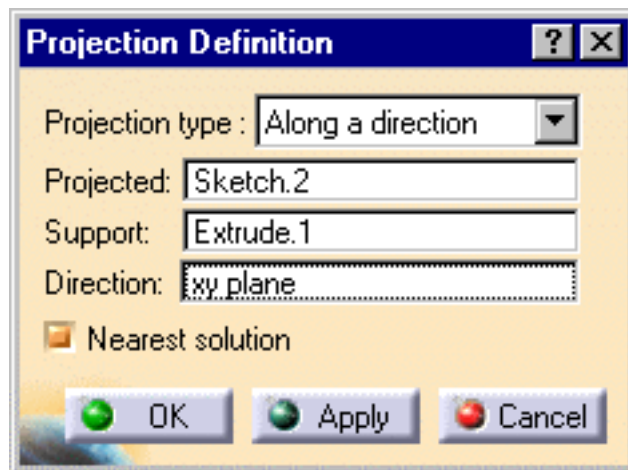 Projection Definition ? X
Projection type : Along a direction
Projected: Sketch.2
Support: Extrude.1
Direction: xy plane
Nearest solution
OK Apply Cancel